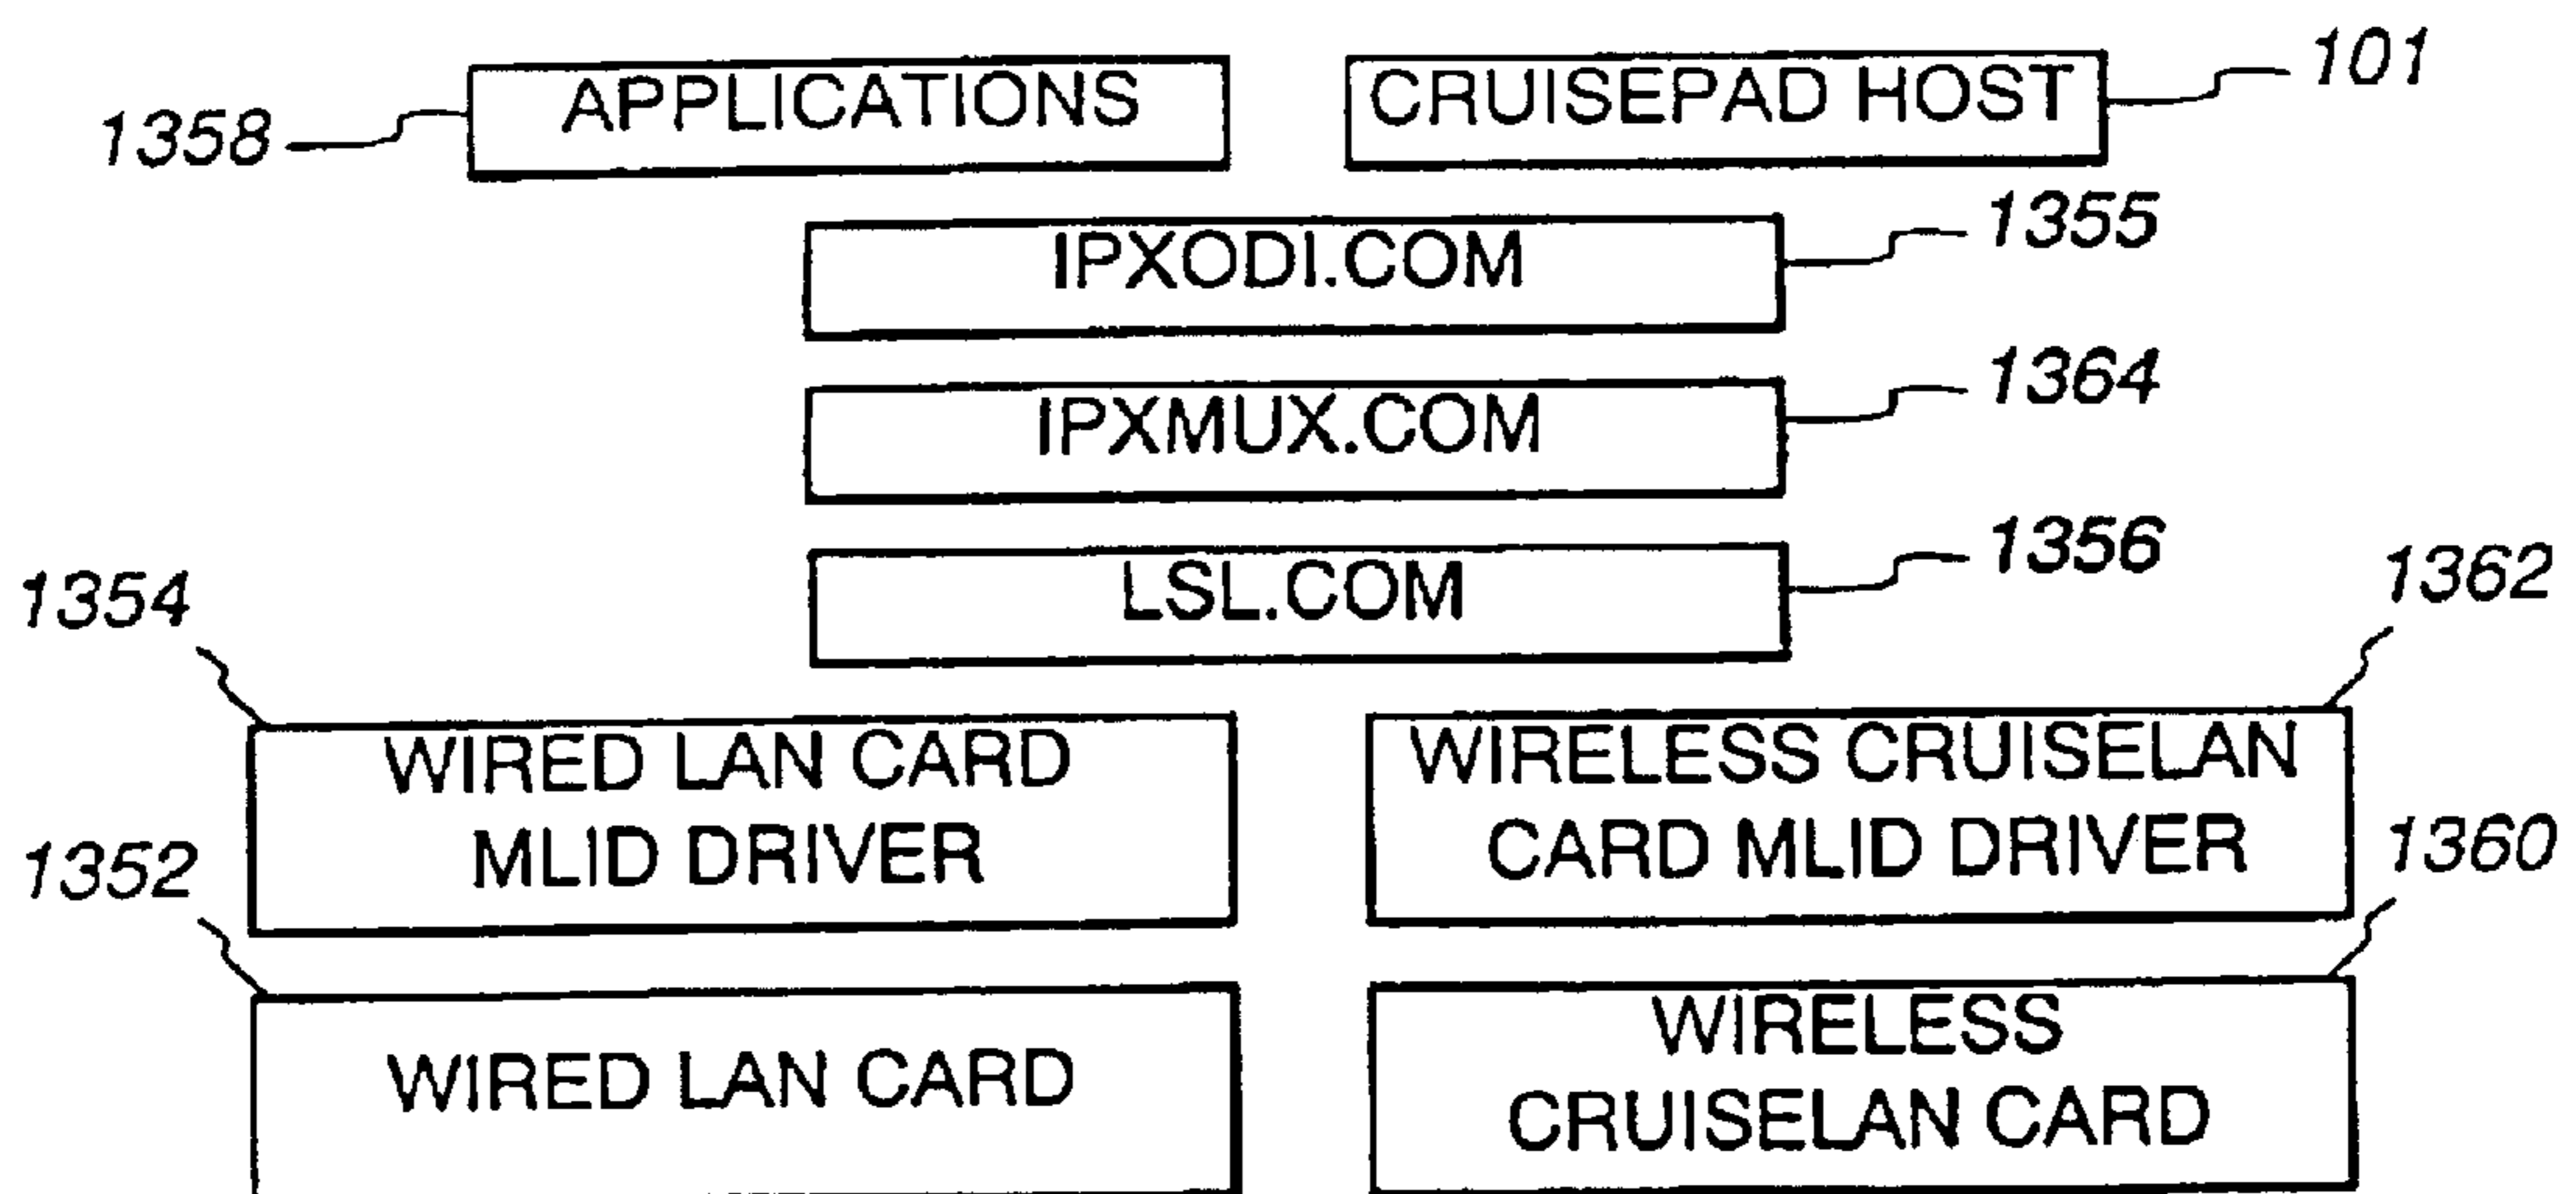 1358
APPLICATIONS
CRUISEPAD HOST
101
IPXODI.COM
1355
IPXMUX.COM
1364
LSL.COM
1356
1354
WIRED LAN CARD
MLID DRIVER
1362
WIRELESS CRUISELAN
CARD MLID DRIVER
1352
WIRED LAN CARD
1360
WIRELESS
CRUISELAN CARD